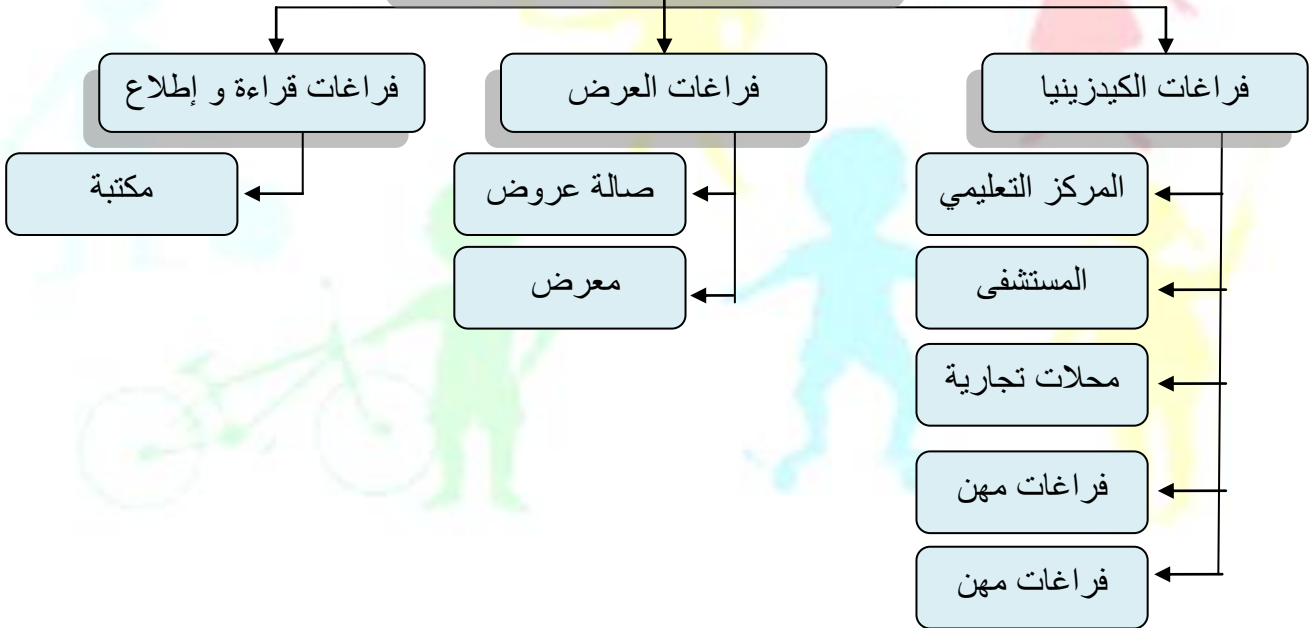 فراغات الكيدزينيا
فراغات العرض
فراغات قراءة و إطلاع
المركز التعليمي
المستشفى
محلات تجارية
فراغات مهن
فراغات مهن
صالة عروض
معرض
مكتبة